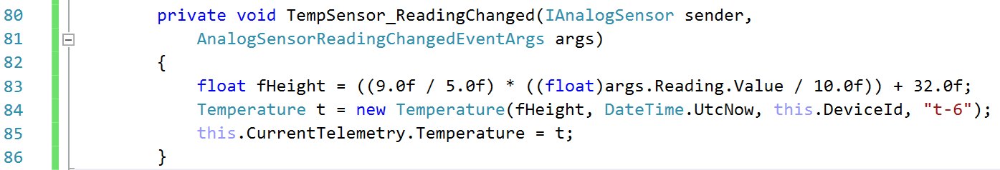 80 private void TempSensor_ReadingChanged(IAnalogSensor sender,
81 AnalogSensorReadingChangedEventArgs args)
82 {
83 float fHeight = ((9.0f / 5.0f) * ((float)args.Reading.Value / 10.0f)) + 32.0f;
84 Temperature t = new Temperature(fHeight, DateTime.UtcNow, this.DeviceId, "t-6");
85 this.CurrentTelemetry.Temperature = t;
86 }